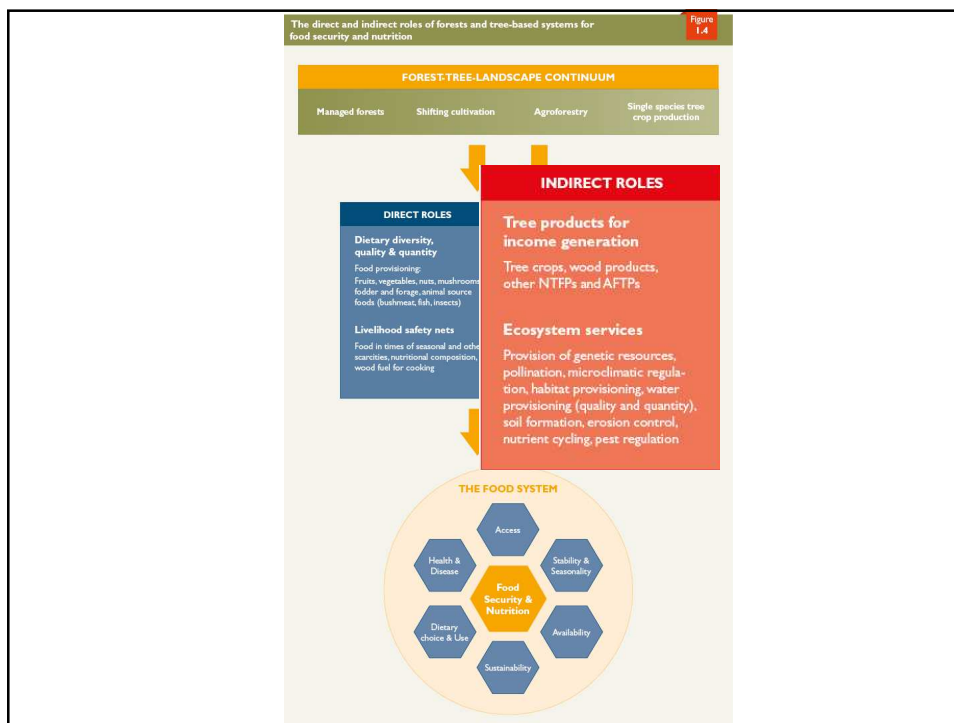 The direct and indirect roles of forests and tree-based systems for
food security and nutrition
Figure
1.4
FOREST-TREE-LANDSCAPE CONTINUUM
Managed forests
Shifting cultivation
Agroforestry
Single species tree
crop production
DIRECT ROLES
Dietary diversity,
quality & quantity
Food provisioning:
Fruits, vegetables, nuts, mushrooms
fodder and forage, animal source
foods (bushmeat, fish, insects)
Livelihood safety nets
Food in times of seasonal and othe
scarcities, nutritional composition,
wood fuel for cooking
INDIRECT ROLES
Tree products for
income generation
Tree crops, wood products,
other NTFPs and AFTPs
Ecosystem services
Provision of genetic resources,
pollination, microclimatic regula-
tion, habitat provisioning, water
provisioning (quality and quantity),
soil formation, erosion control,
nutrient cycling, pest regulation
THE FOOD SYSTEM
Access
Health &
Disease
Stability &
Seasonality
Food
Security &
Nutrition
Dietary
choice & Use
Availability
Sustainability